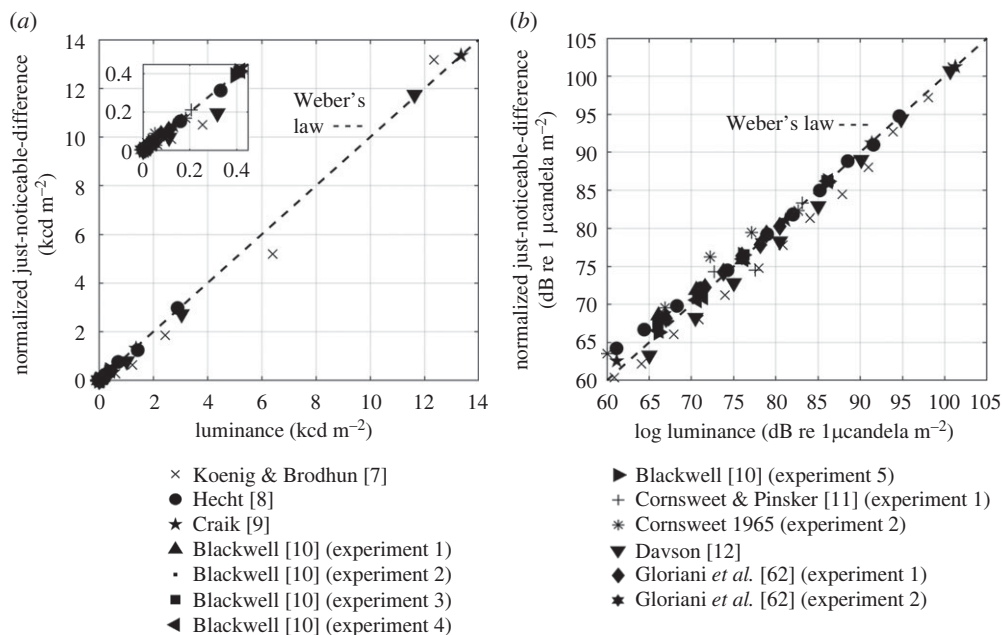 (a)
normalized just-noticeable-difference
(kcd m⁻²)
14
12
10
8
6
4
2
0
0.4
0.2
0
0 0.2 0.4
Weber's
law
0 2 4 6 8 10 12 14
luminance (kcd m⁻²)
× Koenig & Brodhun [7]
● Hecht [8]
★ Craik [9]
▲ Blackwell [10] (experiment 1)
▪ Blackwell [10] (experiment 2)
■ Blackwell [10] (experiment 3)
◀ Blackwell [10] (experiment 4)
(b)
normalized just-noticeable-difference
(dB re 1 µcandela m⁻²)
105
100
95
90
85
80
75
70
65
60
Weber's law
60 65 70 75 80 85 90 95 100 105
log luminance (dB re 1µcandela m⁻²)
▶ Blackwell [10] (experiment 5)
+ Cornsweet & Pinsker [11] (experiment 1)
✳ Cornsweet 1965 (experiment 2)
▼ Davson [12]
◆ Gloriani et al. [62] (experiment 1)
✶ Gloriani et al. [62] (experiment 2)